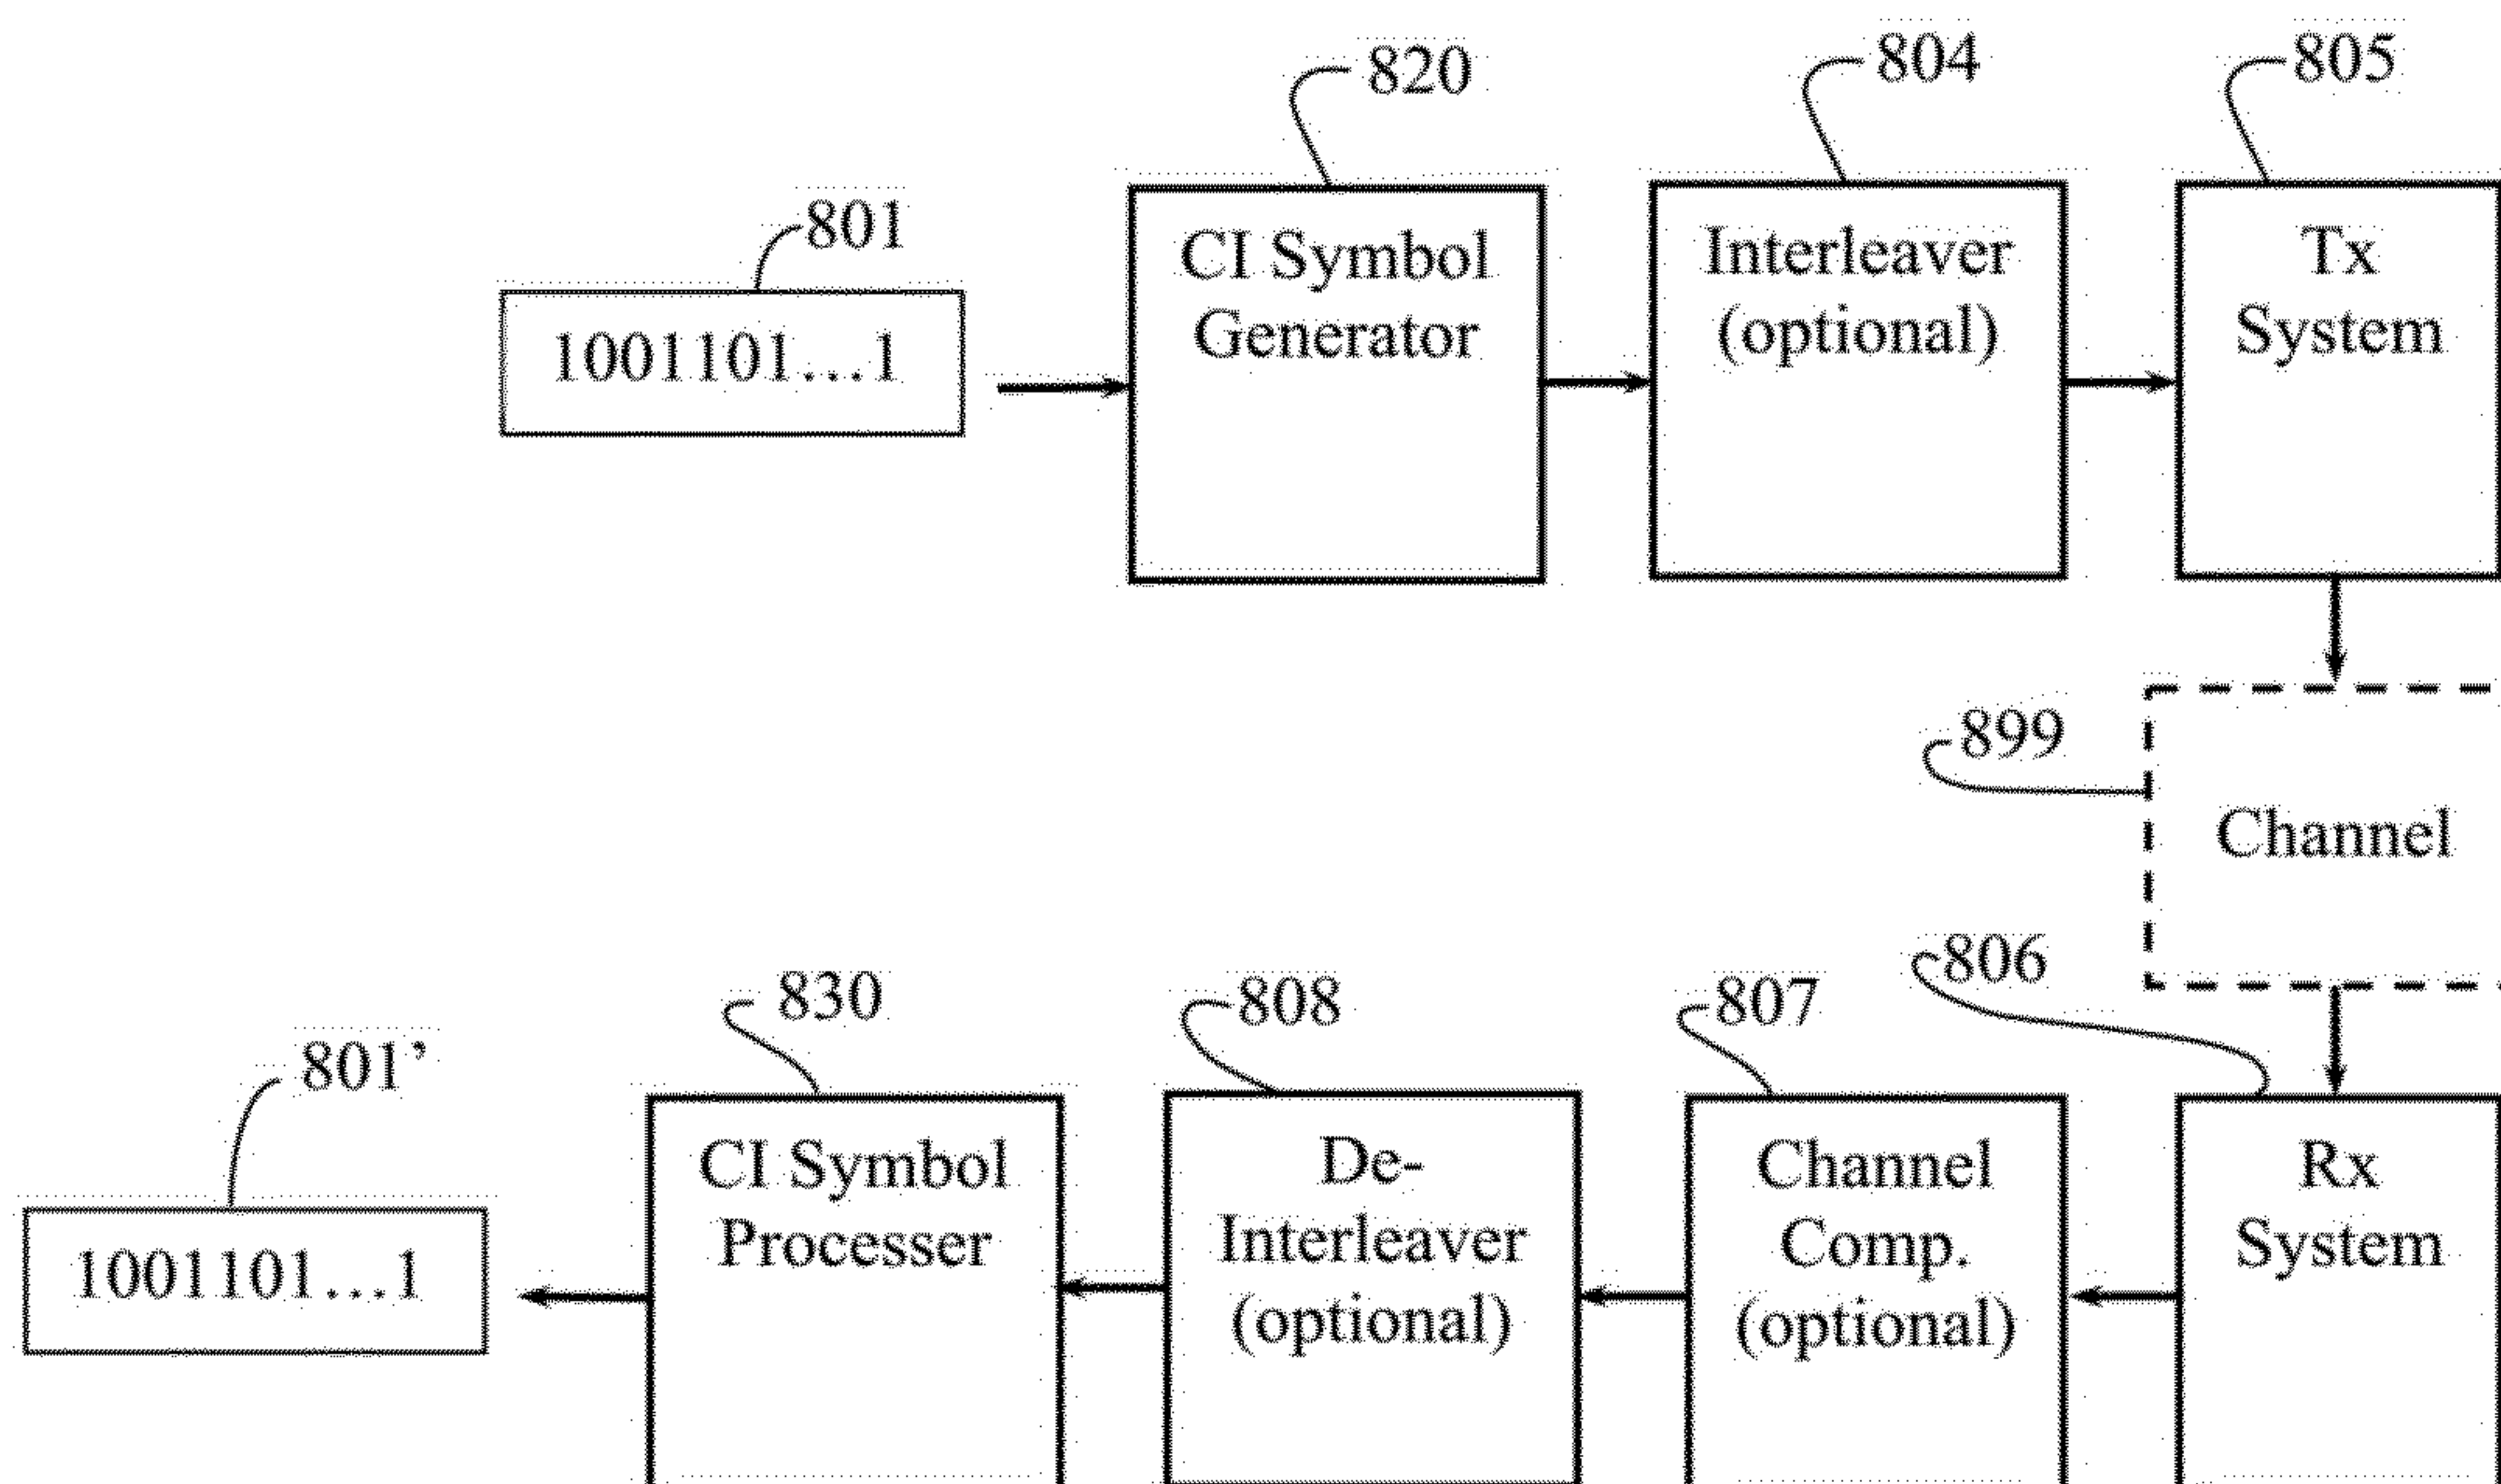 820
804
805
801
CI Symbol
Generator
Interleaver
(optional)
Tx
System
1001101…1
899
Channel
806
830
808
807
801’
CI Symbol
Processer
De-
Interleaver
(optional)
Channel
Comp.
(optional)
Rx
System
1001101…1